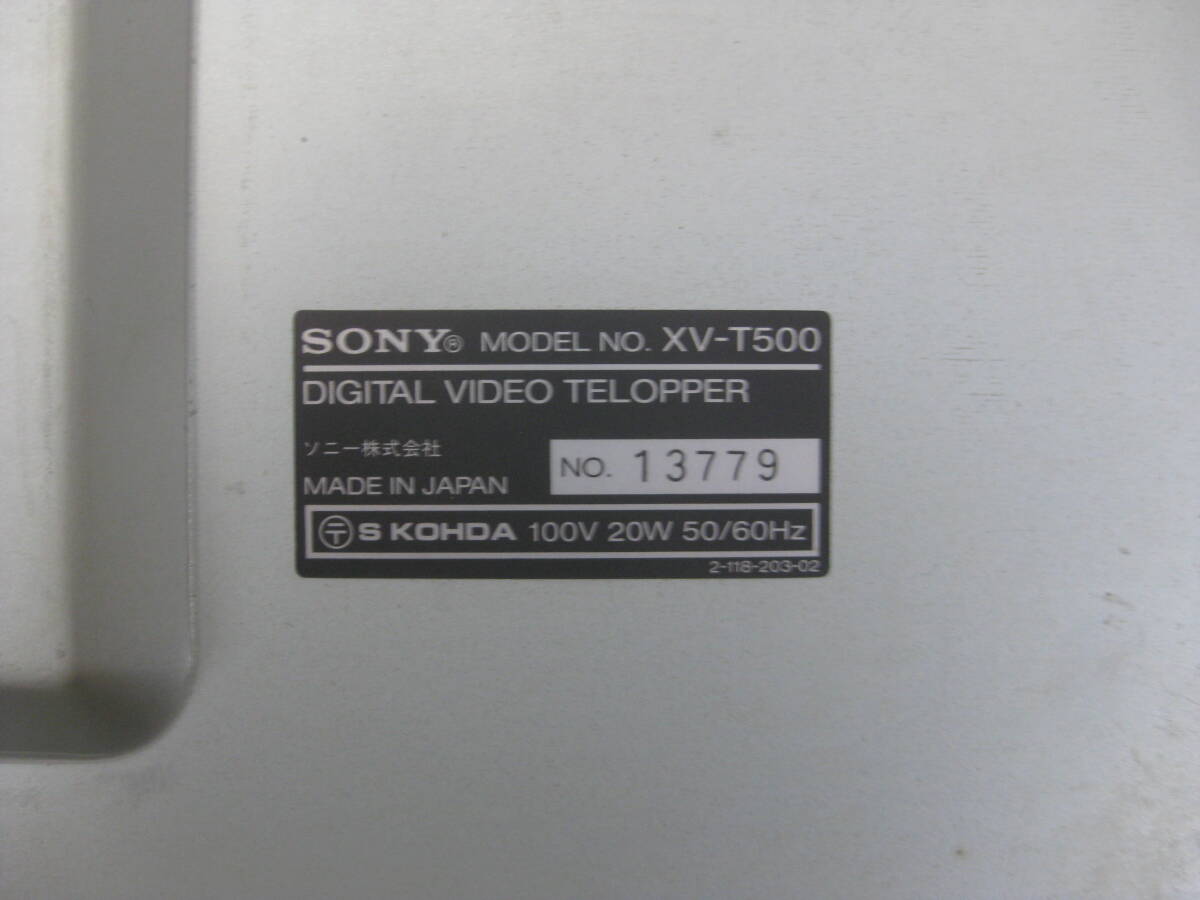 SONY® MODEL NO. XV-T500
DIGITAL VIDEO TELOPPER
ソニー株式会社
MADE IN JAPAN
NO. 13779
〶 S KOHDA 100V 20W 50/60Hz
2-118-203-02